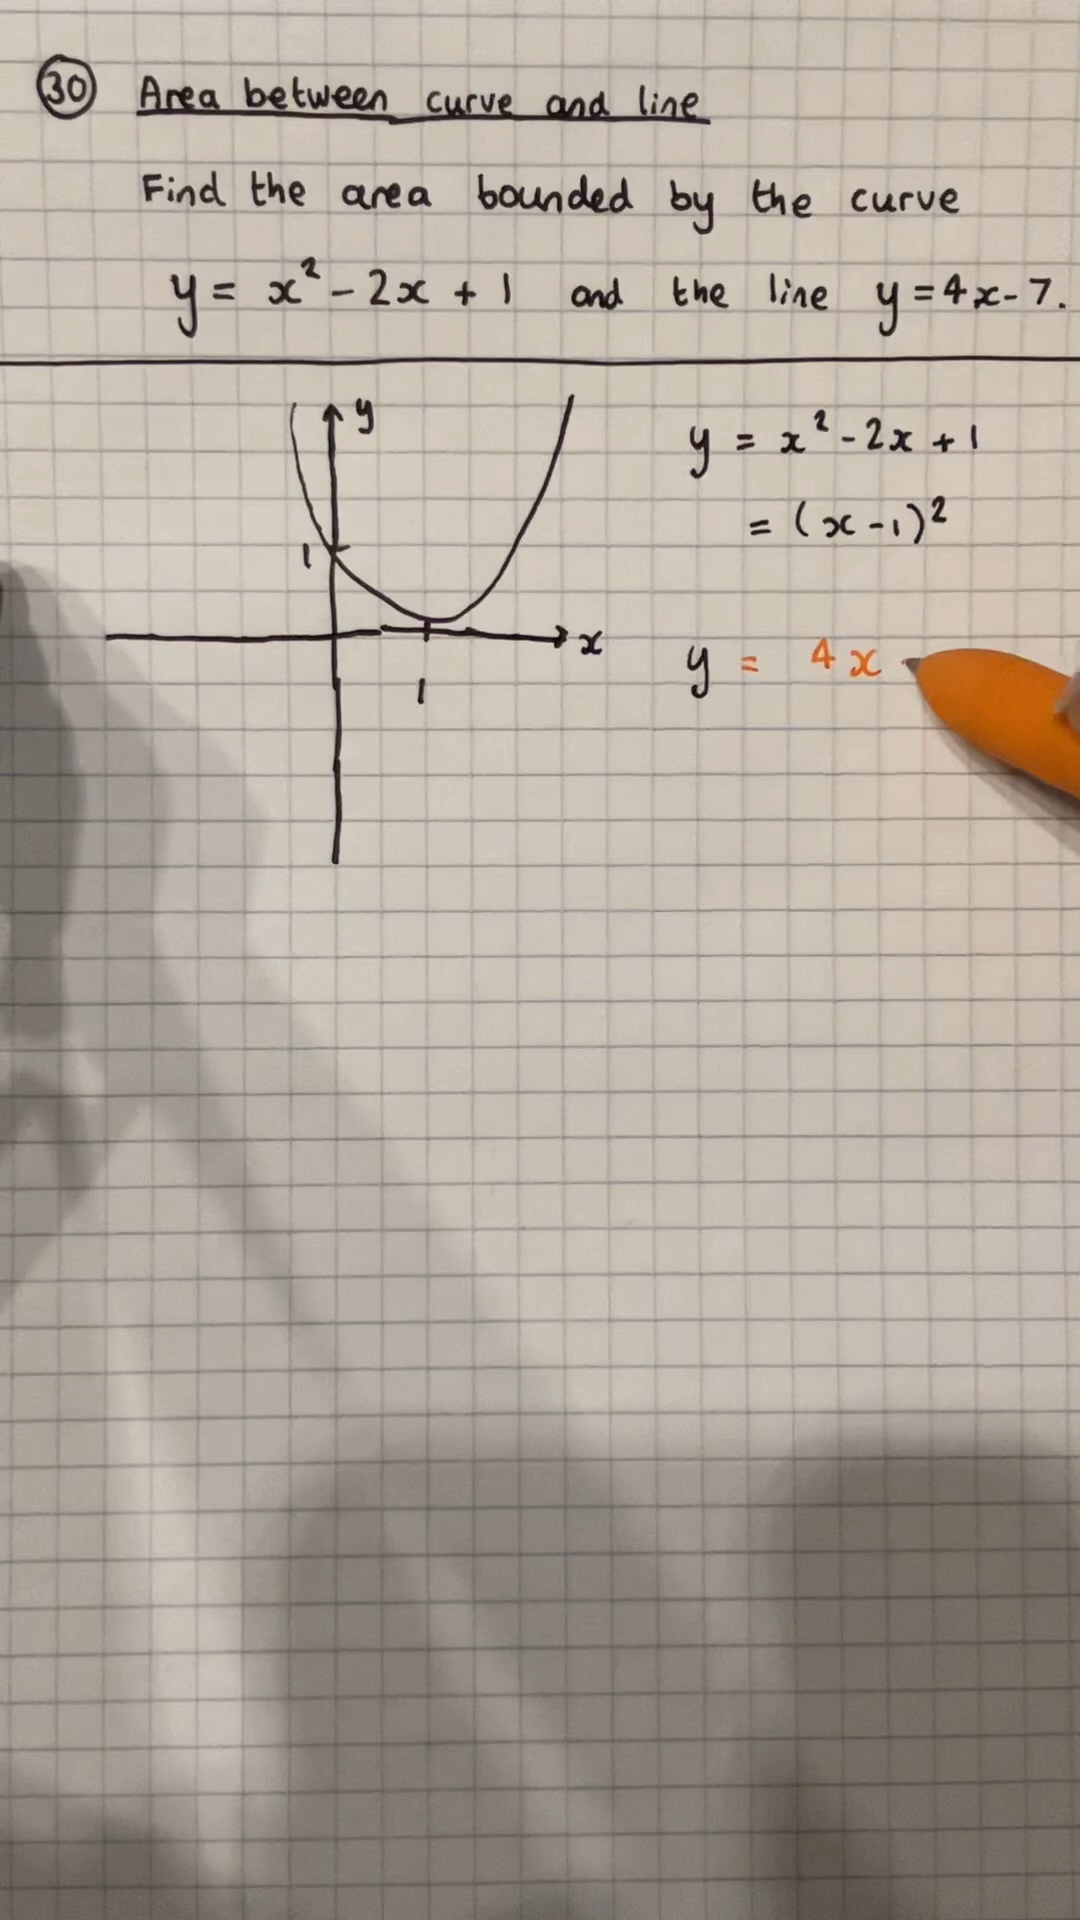 30 Area between curve and line
Find the area bounded by the curve
y = x² - 2x + 1 and the line y = 4x - 7.
y
y = x² - 2x + 1
= (x - 1)²
1
x
y = 4x
1